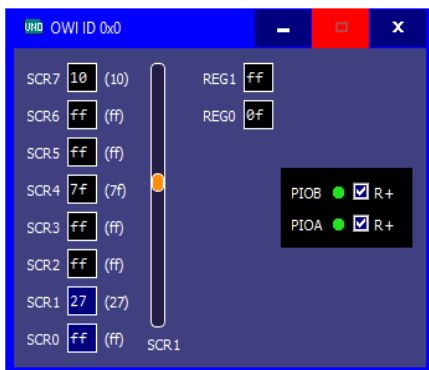 UNO OWI ID 0x0 x
SCR7 10 (10) REG1 ff
SCR6 ff (ff) REG0 0f
SCR5 ff (ff)
SCR4 7f (7f) PIOB R+
SCR3 ff (ff) PIOA R+
SCR2 ff (ff)
SCR1 27 (27)
SCR0 ff (ff) SCR1